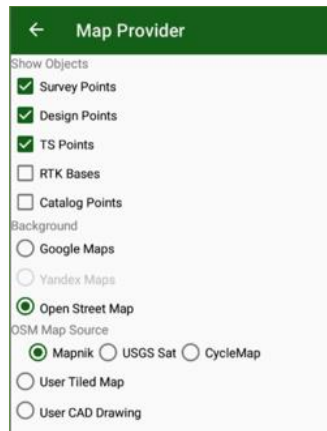 Map Provider
Show Objects
Survey Points
Design Points
TS Points
RTK Bases
Catalog Points
Background
Google Maps
Yandex Maps
Open Street Map
OSM Map Source
Mapnik USGS Sat CycleMap
User Tiled Map
User CAD Drawing